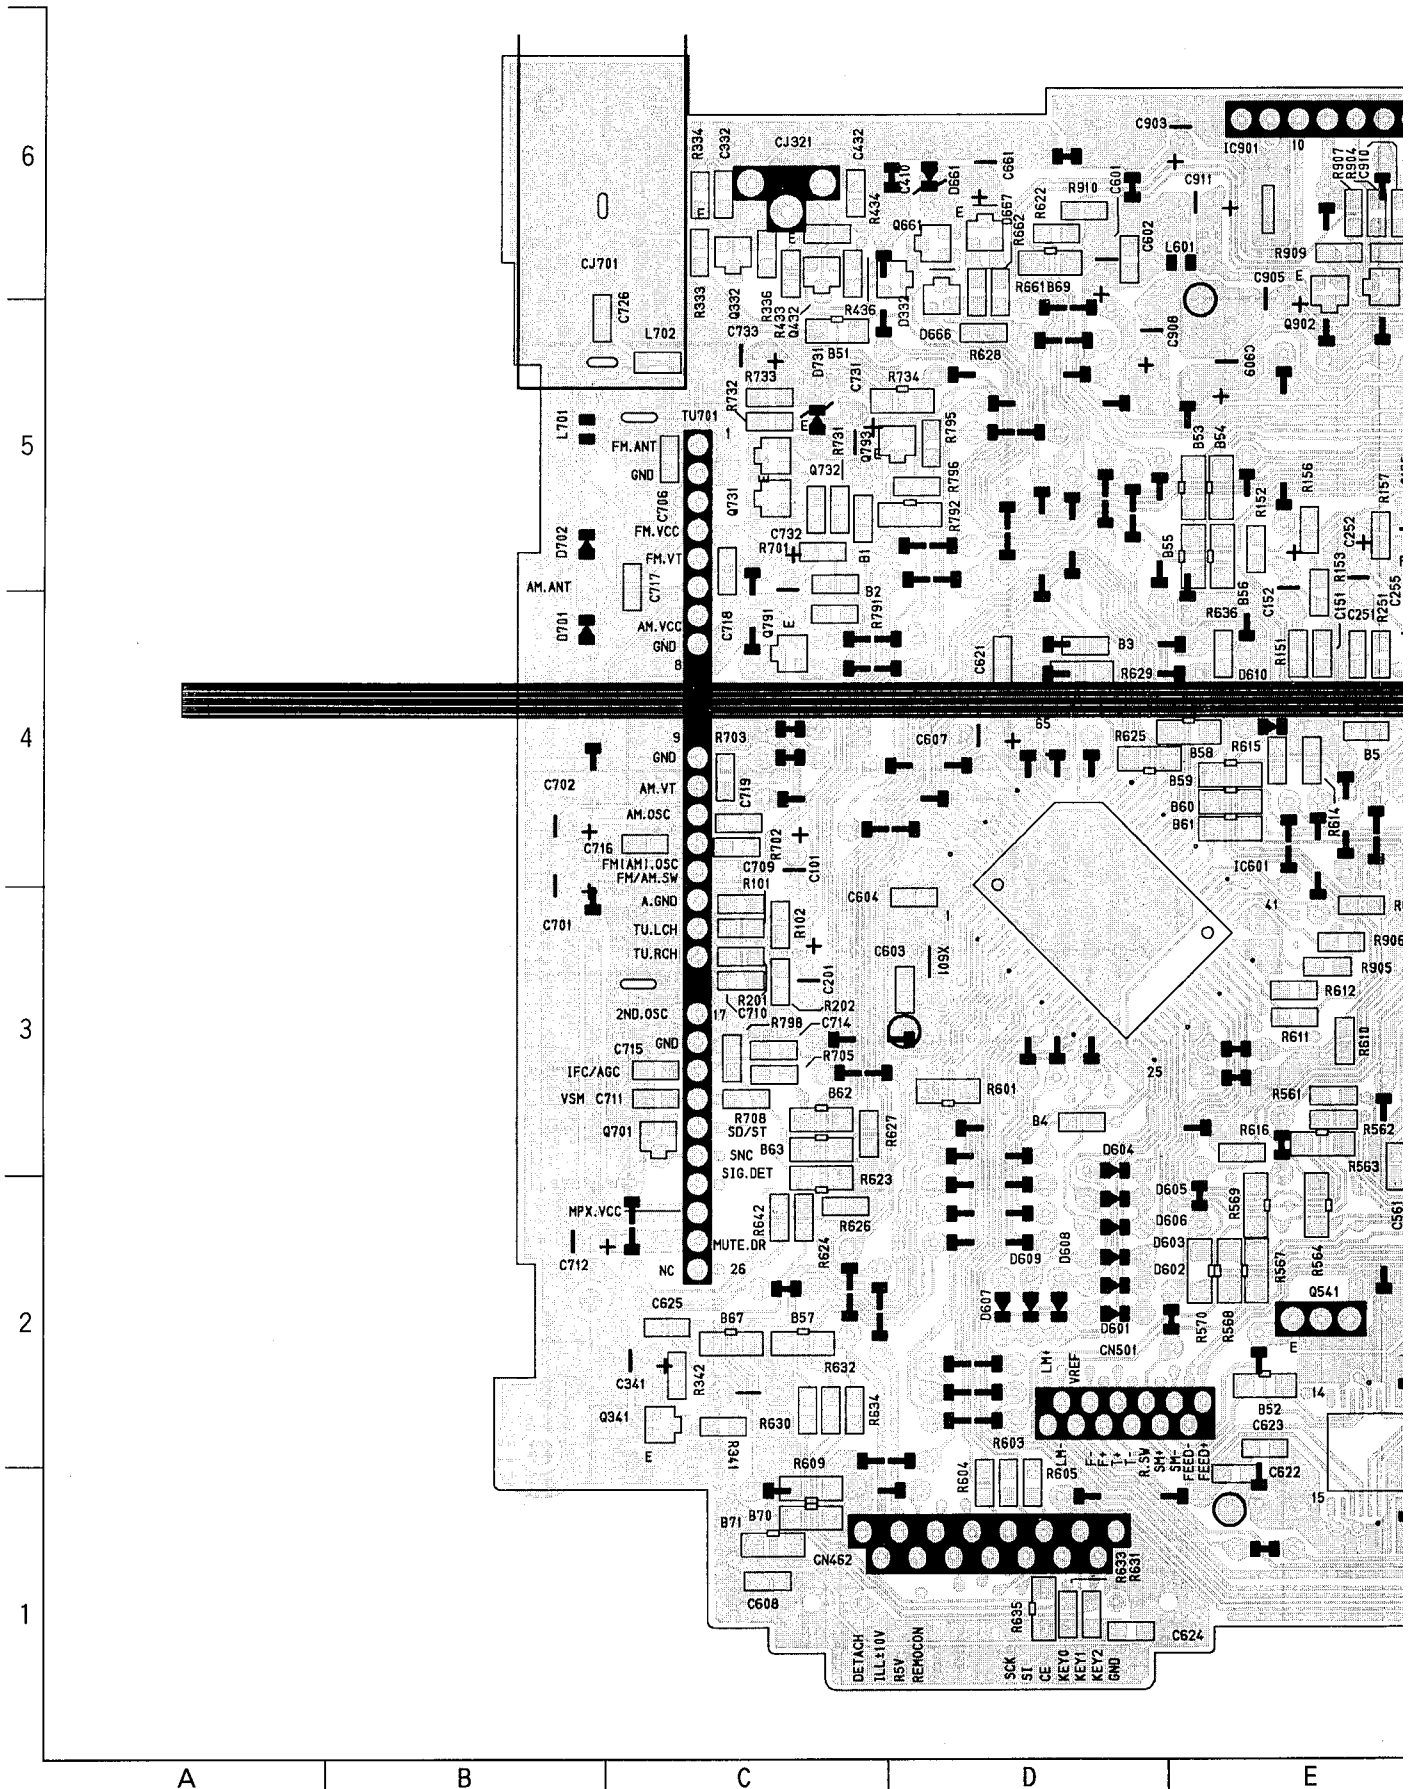 6
R334
C332
CJ321
C432
C410
D661
C661
R434
Q661
E
D667
R662
R622
R910
C601
C602
C903
C911
IC901
10
R907
R904
C910
R909
L601
C905
E
Q902
CJ701
C726
L702
R333
Q332
R336
R433
Q432
R436
D332
D666
R661
B69
R628
C908
C909
E
E
C733
B51
D731
C731
R733
R732
R734
5
L701
TU701
1
FM.ANT
GND
C706
FM.VCC
FM.VT
AM.ANT
C717
AM.VCC
GND
8
D702
D701
Q731
E
E
R731
Q732
Q793
E
R795
R796
R792
C732
R701
B1
B2
R791
C718
Q791
E
C621
B3
R629
B53
B54
B55
B56
R152
R156
R157
C252
R153
C152
C151
C251
R251
C255
R636
R151
D610
4
9
R703
GND
AM.VT
AM.OSC
C719
C702
C716
FM(AM).OSC
FM/AM.SW
C709
R702
C101
R101
A.GND
TU.LCH
TU.RCH
R102
C701
C607
65
R625
B58
B59
B60
B61
R615
B5
R614
IC601
41
C604
1
C603
X601
R906
R905
R612
R611
R610
3
R201
C710
C201
R202
2ND.OSC
17
GND
R798
C714
R705
C715
IFC/AGC
VSM
C711
Q701
R708
SD/ST
SNC
SIG.DET
B62
B63
R627
R601
B4
25
R561
R562
R563
R616
MPX.VCC
MUTE.DR
NC
26
C712
R642
R624
R623
R626
D604
D605
D606
D603
D602
D609
D608
D607
D601
R569
R564
R567
C561
R570
R568
Q541
E
2
C625
B67
B57
R632
C341
R342
Q341
E
R341
R630
R634
CN501
LM+
VREF
LM-
F-
F+
T+
T-
R.SW
SM+
SM-
FEED-
FEED+
B52
C623
C622
14
15
R603
R604
R605
R609
B71
B70
CN462
C608
R633
R631
R635
C624
1
DETACH
ILL+10V
R5V
REMOCON
SCK
SI
CE
KEY0
KEY1
KEY2
GND
A
B
C
D
E